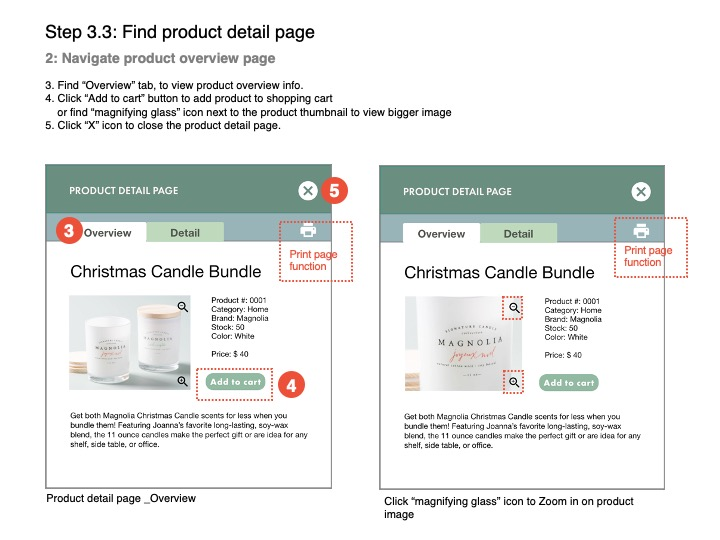 Step 3.3: Find product detail page
2: Navigate product overview page
3. Find “Overview” tab, to view product overview info.
4. Click “Add to cart” button to add product to shopping cart
or find “magnifying glass” icon next to the product thumbnail to view bigger image
5. Click “X” icon to close the product detail page.
PRODUCT DETAIL PAGE
5
3
Overview
Detail
Print page
function
Christmas Candle Bundle
MAGNOLIA
Product #: 0001
Category: Home
Brand: Magnolia
Stock: 50
Color: White
Price: $ 40
Add to cart
4
Get both Magnolia Christmas Candle scents for less when you
bundle them! Featuring Joanna’s favorite long-lasting, soy-wax
blend, the 11 ounce candles make the perfect gift or are idea for any
shelf, side table, or office.
Product detail page _Overview
PRODUCT DETAIL PAGE
Overview
Detail
Print page
function
Christmas Candle Bundle
SIGNATURE CANDLE
MAGNOLIA
joyeux noel
Product #: 0001
Category: Home
Brand: Magnolia
Stock: 50
Color: White
Price: $ 40
Add to cart
Get both Magnolia Christmas Candle scents for less when you
bundle them! Featuring Joanna’s favorite long-lasting, soy-wax
blend, the 11 ounce candles make the perfect gift or are idea for any
shelf, side table, or office.
Click “magnifying glass” icon to Zoom in on product
image